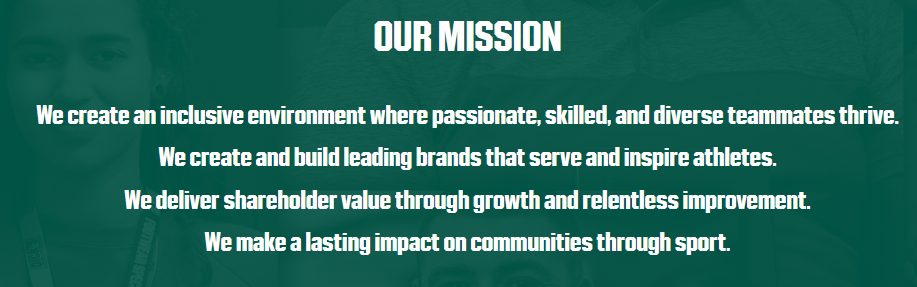 OUR MISSION
We create an inclusive environment where passionate, skilled, and diverse teammates thrive.
We create and build leading brands that serve and inspire athletes.
We deliver shareholder value through growth and relentless improvement.
We make a lasting impact on communities through sport.